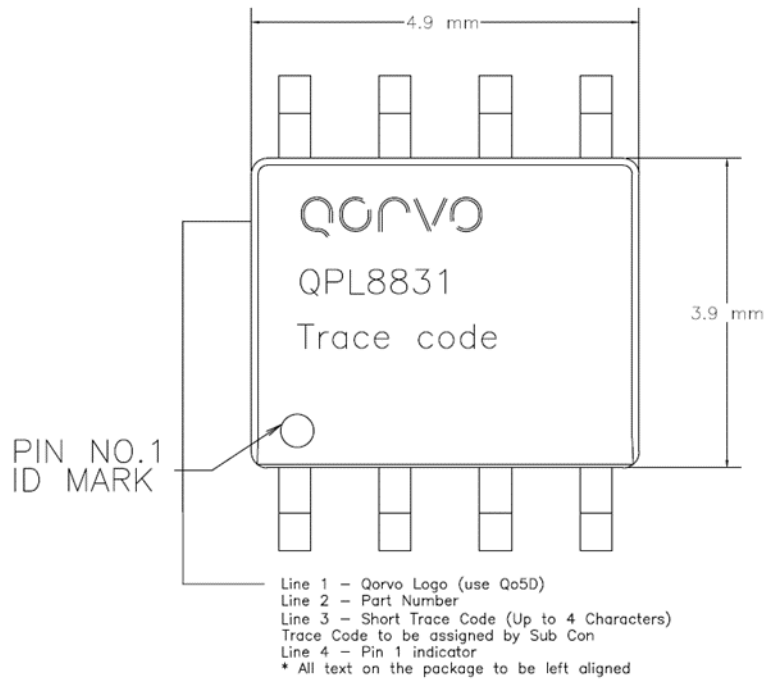 4.9 mm
QORVO
QPL8831
Trace code
3.9 mm
PIN NO.1
ID MARK
Line 1 – Qorvo Logo (use Qo5D)
Line 2 – Part Number
Line 3 – Short Trace Code (Up to 4 Characters)
Trace Code to be assigned by Sub Con
Line 4 – Pin 1 indicator
* All text on the package to be left aligned